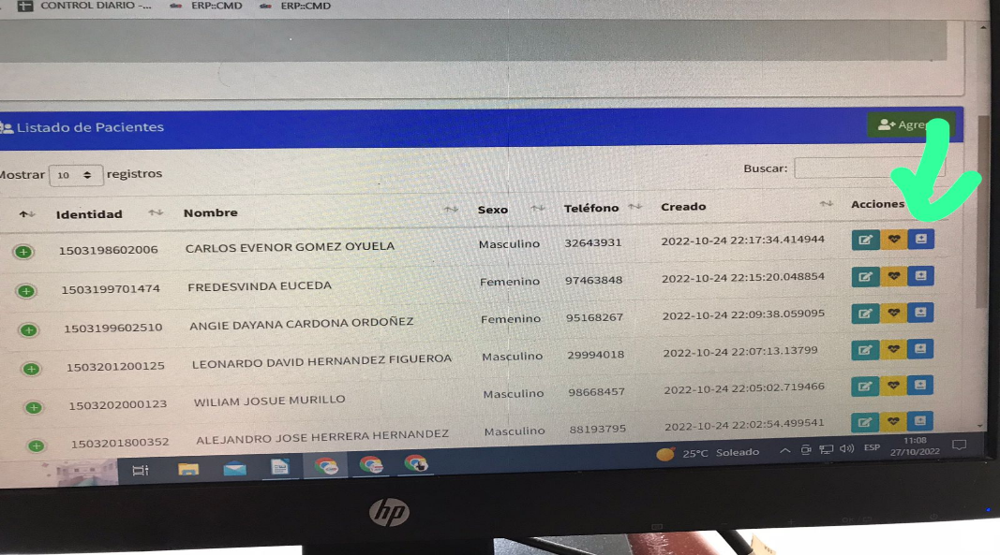 CONTROL DIARIO -... ERP::CMD ERP::CMD
Listado de Pacientes
Mostrar 10 registros Buscar:
Identidad Nombre Sexo Teléfono Creado Acciones
1503198602006 CARLOS EVENOR GOMEZ OYUELA Masculino 32643931 2022-10-24 22:17:34.414944
1503199701474 FREDESVINDA EUCEDA Femenino 97463848 2022-10-24 22:15:20.048854
1503199602510 ANGIE DAYANA CARDONA ORDOÑEZ Femenino 95168267 2022-10-24 22:09:38.059095
1503201200125 LEONARDO DAVID HERNANDEZ FIGUEROA Masculino 29994018 2022-10-24 22:07:13.13799
1503202000123 WILIAM JOSUE MURILLO Masculino 98668457 2022-10-24 22:05:02.719466
1503201800352 ALEJANDRO JOSE HERRERA HERNANDEZ Masculino 88193795 2022-10-24 22:02:54.499541
25°C Soleado ESP 11:08
27/10/2022
hp